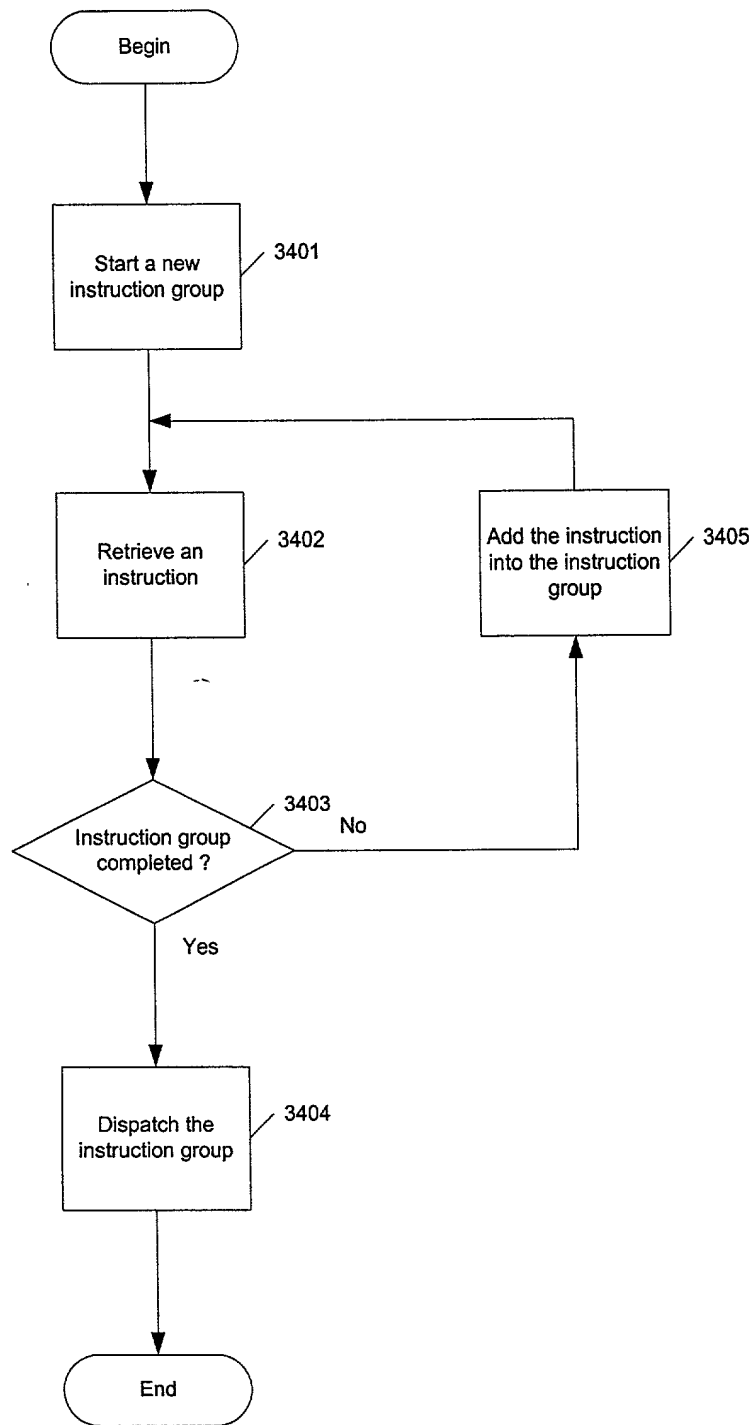 Begin
Start a new
instruction group
3401
Retrieve an
instruction
3402
Add the instruction
into the instruction
group
3405
Instruction group
completed ?
3403
No
Yes
Dispatch the
instruction group
3404
End